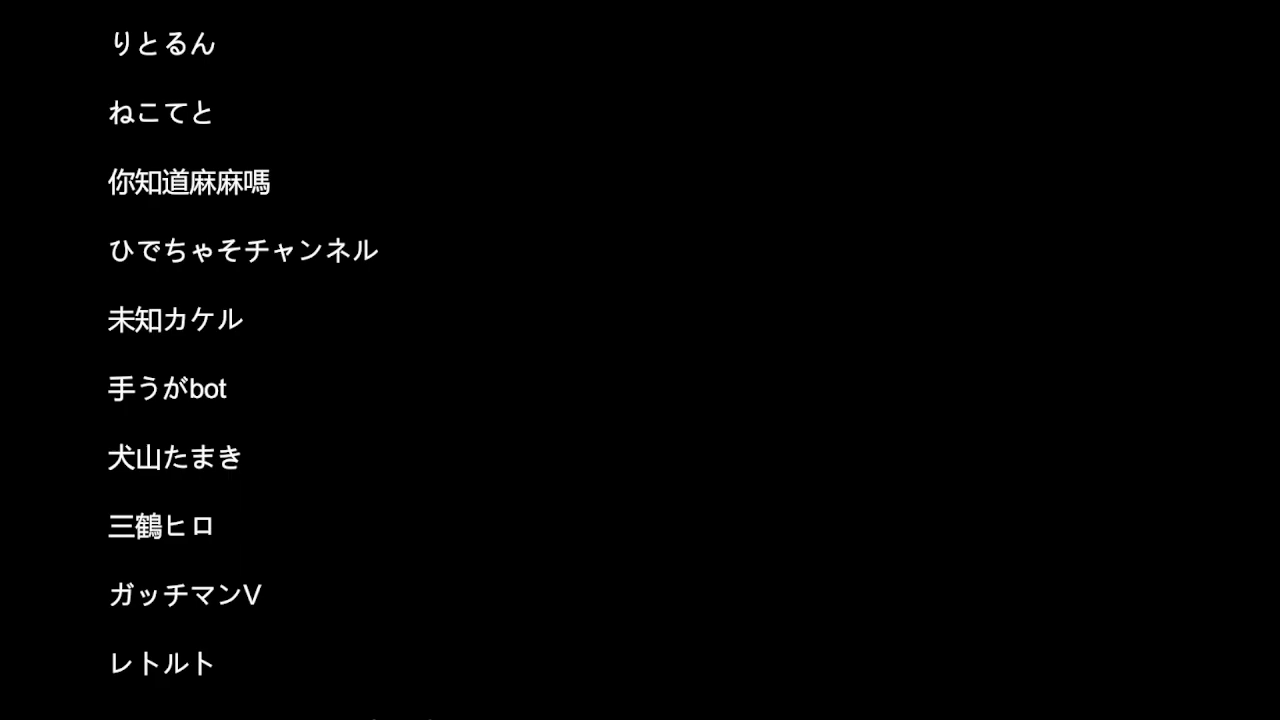 りとるん
ねこてと
你知道麻麻嗎
ひでちゃそチャンネル
未知カケル
手うがbot
犬山たまき
三鶴ヒロ
ガッチマンV
レトルト